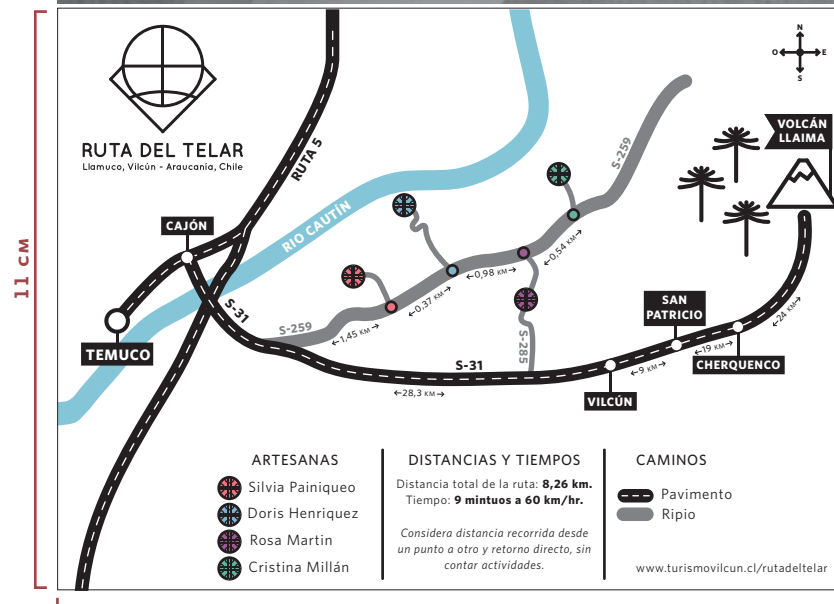 11 CM
RUTA DEL TELAR
Llamuco, Vilcún - Araucanía, Chile
RUTA 5
RIO CAUTÍN
N
O
E
S
VOLCÁN
LLAIMA
S-259
CAJÓN
TEMUCO
S-31
S-259
1,45 KM
0,37 KM
0,98 KM
0,54 KM
S-285
S-31
28,3 KM
VILCÚN
9 KM
SAN
PATRICIO
19 KM
CHERQUENCO
24 KM
ARTESANAS
Silvia Painiqueo
Doris Henriquez
Rosa Martin
Cristina Millán
DISTANCIAS Y TIEMPOS
Distancia total de la ruta: 8,26 km.
Tiempo: 9 mintuos a 60 km/hr.
Considera distancia recorrida desde
un punto a otro y retorno directo, sin
contar actividades.
CAMINOS
Pavimento
Ripio
www.turismovilcun.cl/rutadeltelar